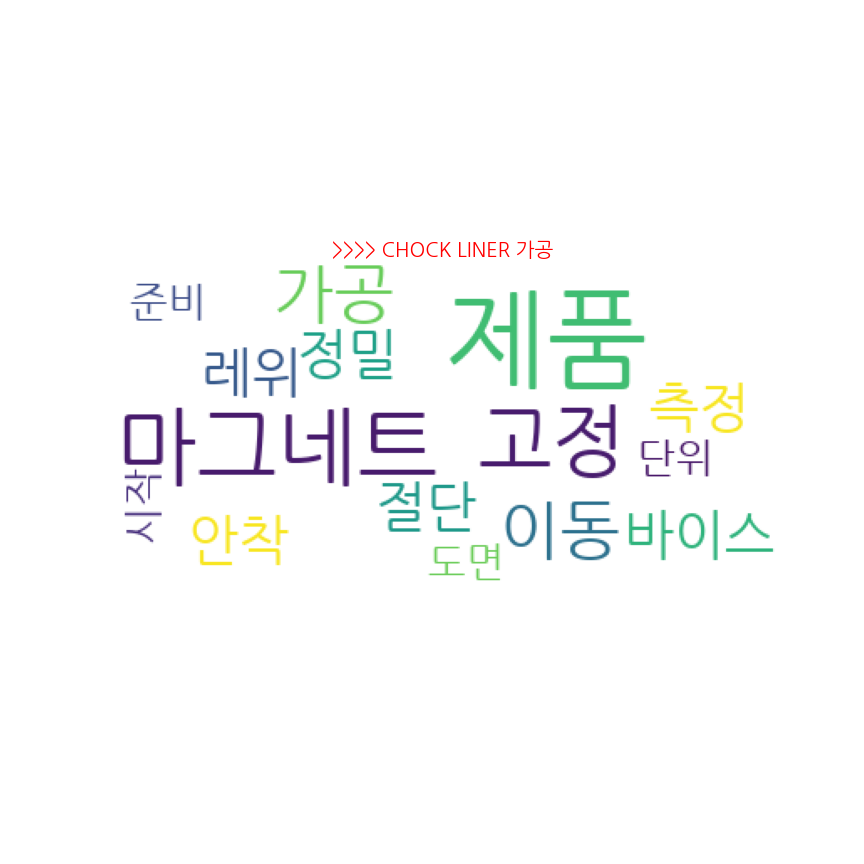 >>>> CHOCK LINER 가공
가공
준비
제품
정밀
레위
측정
마그네트
고정
단위
시작
절단
안착
이동
바이스
도면